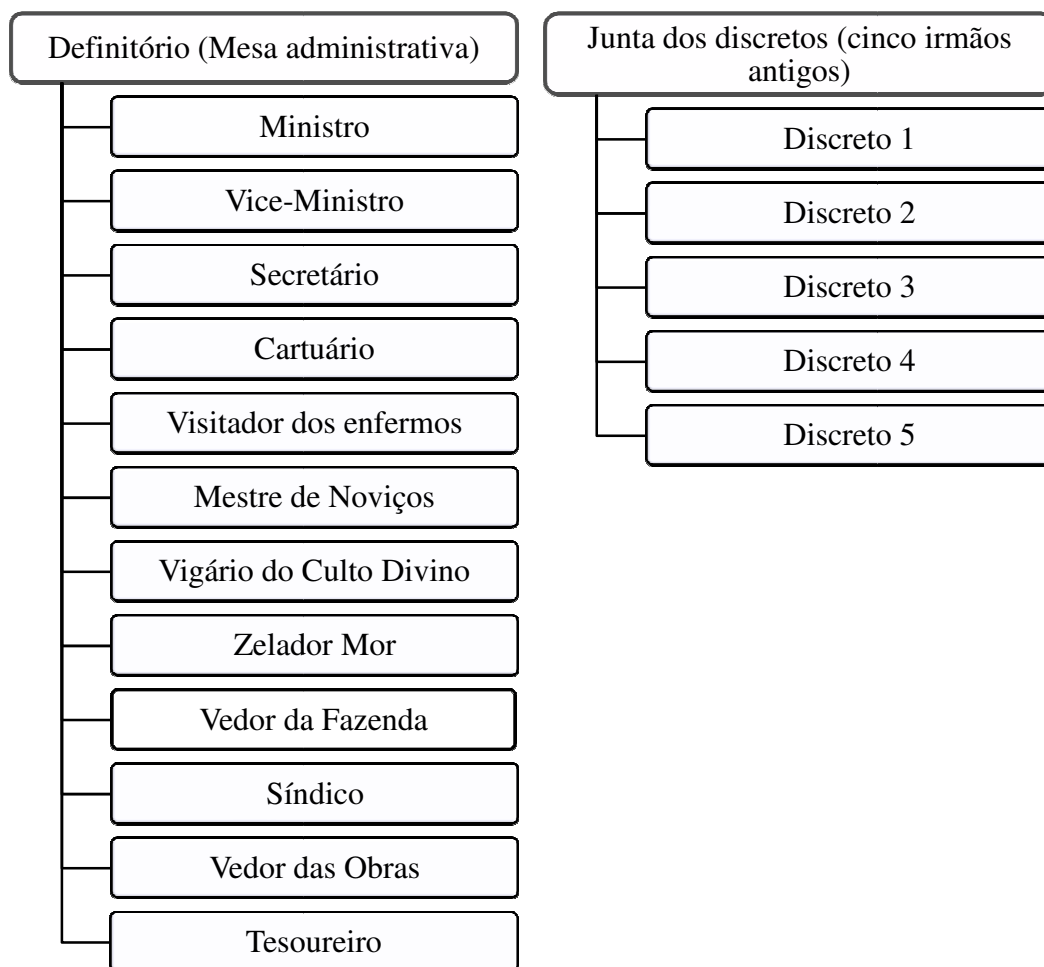 Definitório (Mesa administrativa)
Ministro
Vice-Ministro
Secretário
Cartuário
Visitador dos enfermos
Mestre de Noviços
Vigário do Culto Divino
Zelador Mor
Vedor da Fazenda
Síndico
Vedor das Obras
Tesoureiro
Junta dos discretos (cinco irmãos
antigos)
Discreto 1
Discreto 2
Discreto 3
Discreto 4
Discreto 5